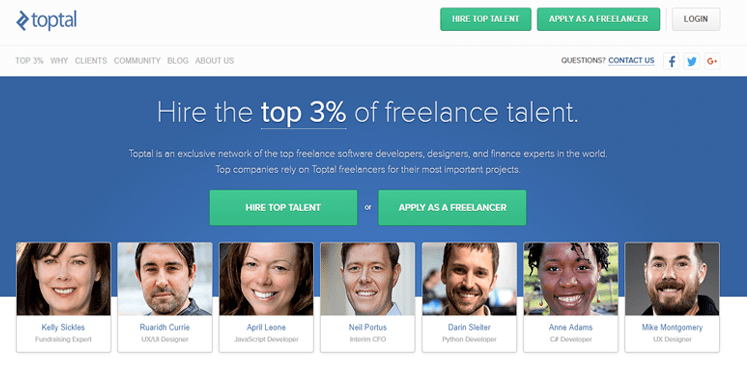 toptal
HIRE TOP TALENT
APPLY AS A FREELANCER
LOGIN
TOP 3% WHY CLIENTS COMMUNITY BLOG ABOUT US
QUESTIONS? CONTACT US
Hire the top 3% of freelance talent.
Toptal is an exclusive network of the top freelance software developers, designers, and finance experts in the world.
Top companies rely on Toptal freelancers for their most important projects.
HIRE TOP TALENT
or
APPLY AS A FREELANCER
Kelly Sickles
Fundraising Expert
Ruaridh Currie
UX/UI Designer
April Leone
JavaScript Developer
Neil Portus
Interim CFO
Darin Sleiter
Python Developer
Anne Adams
C# Developer
Mike Montgomery
UX Designer